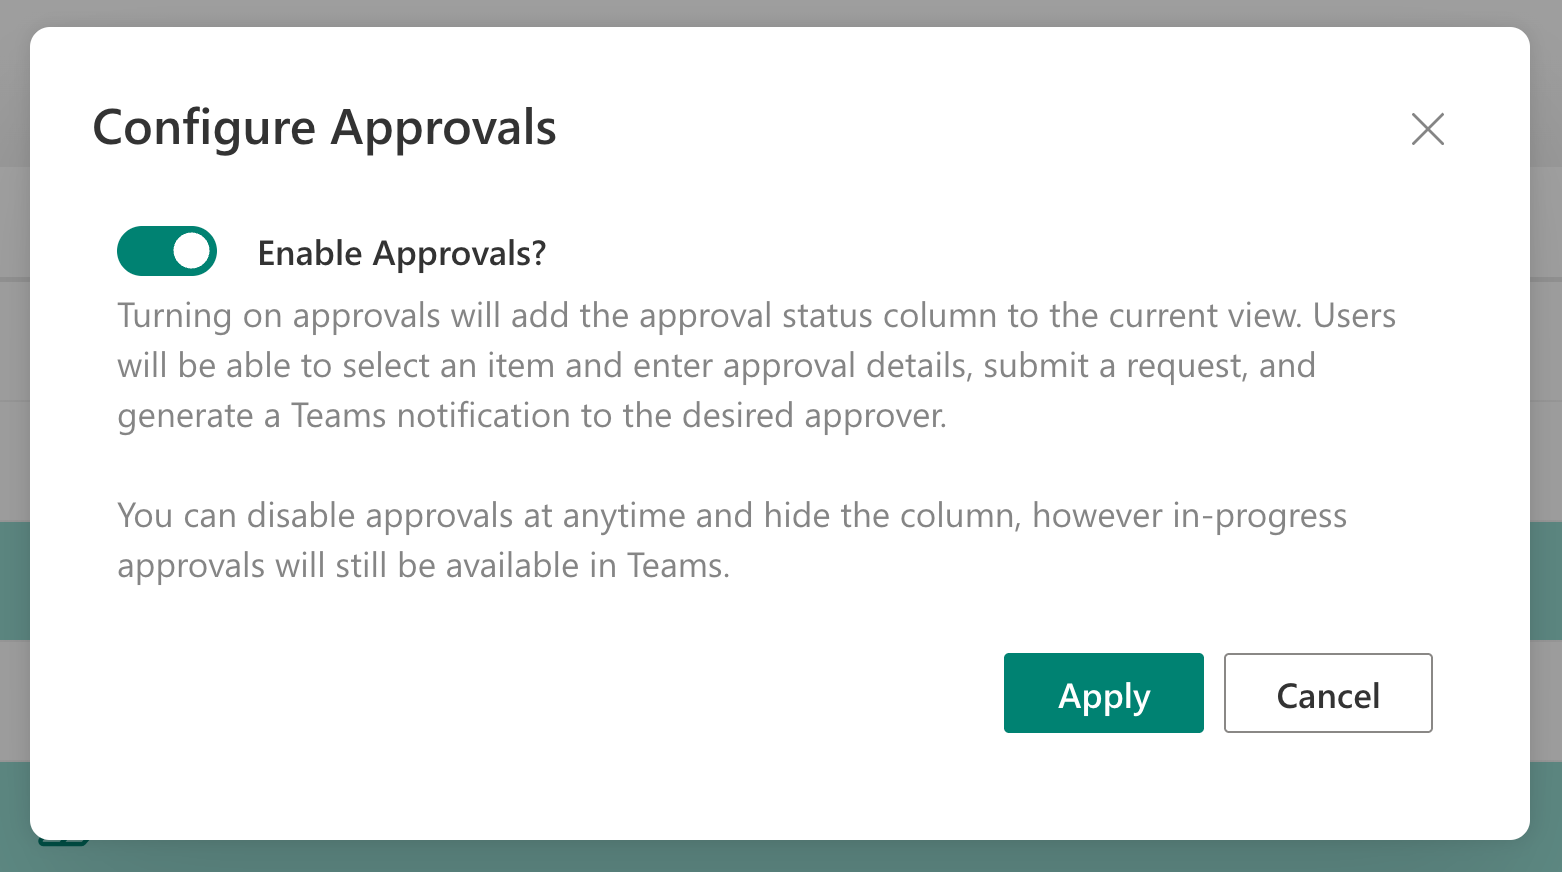 Configure Approvals
Enable Approvals?
Turning on approvals will add the approval status column to the current view. Users
will be able to select an item and enter approval details, submit a request, and
generate a Teams notification to the desired approver.
You can disable approvals at anytime and hide the column, however in-progress
approvals will still be available in Teams.
Apply
Cancel